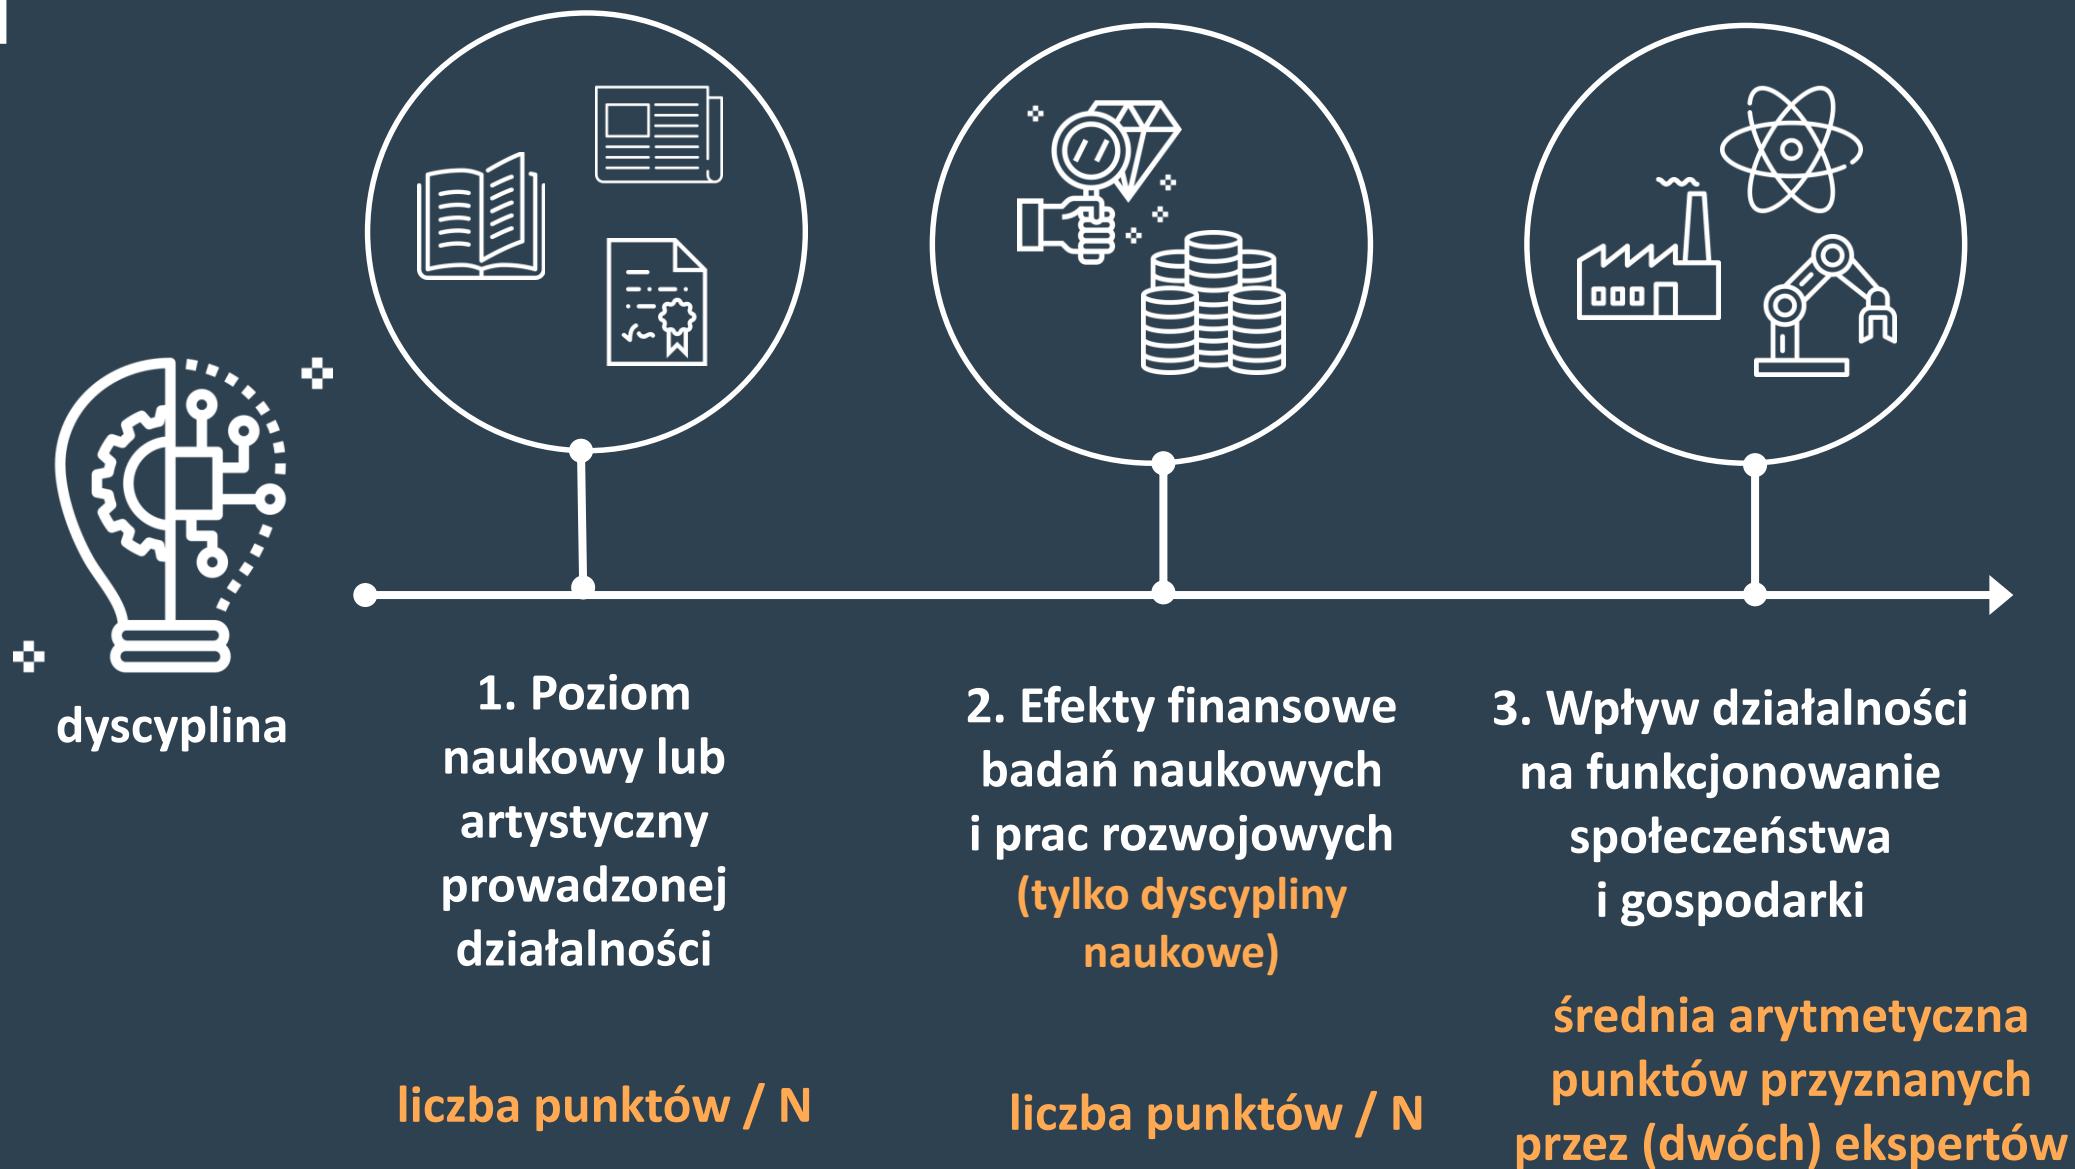 dyscyplina
1. Poziom
naukowy lub
artystyczny
prowadzonej
działalności
liczba punktów / N
2. Efekty finansowe
badań naukowych
i prac rozwojowych
(tylko dyscypliny
naukowe)
liczba punktów / N
3. Wpływ działalności
na funkcjonowanie
społeczeństwa
i gospodarki
średnia arytmetyczna
punktów przyznanych
przez (dwóch) ekspertów